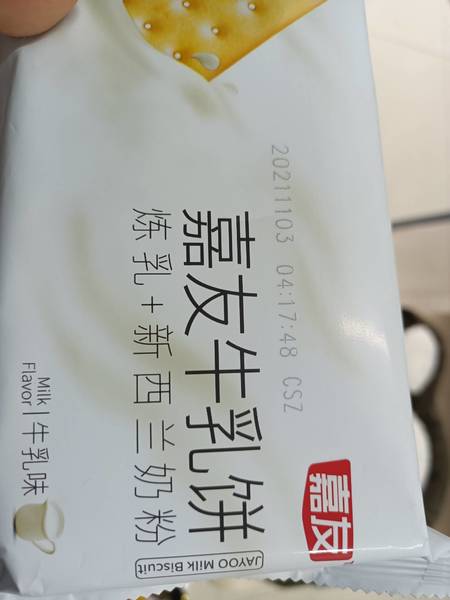 嘉友
20211103 04:17:48 CSZ
嘉友牛乳饼
JAYOO Milk Biscuit
炼乳+新西兰奶粉
Milk Flavor
牛乳味